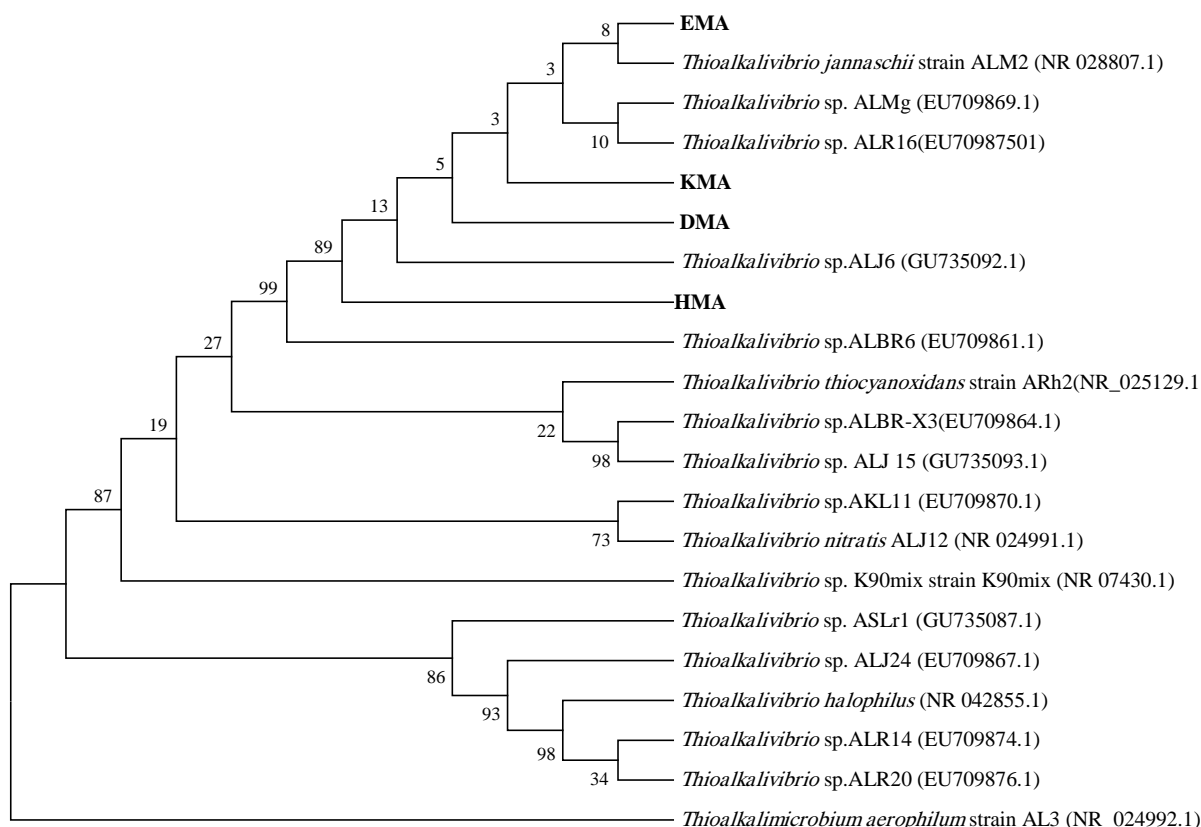 EMA
8
Thioalkalivibrio jannaschii strain ALM2 (NR 028807.1)
3
Thioalkalivibrio sp. ALMg (EU709869.1)
3
Thioalkalivibrio sp. ALR16(EU70987501)
10
5
KMA
13
DMA
89
Thioalkalivibrio sp.ALJ6 (GU735092.1)
99
HMA
27
Thioalkalivibrio sp.ALBR6 (EU709861.1)
Thioalkalivibrio thiocyanoxidans strain ARh2(NR_025129.1
19
Thioalkalivibrio sp.ALBR-X3(EU709864.1)
22
98
Thioalkalivibrio sp. ALJ 15 (GU735093.1)
87
Thioalkalivibrio sp.AKL11 (EU709870.1)
73
Thioalkalivibrio nitratis ALJ12 (NR 024991.1)
Thioalkalivibrio sp. K90mix strain K90mix (NR 07430.1)
Thioalkalivibrio sp. ASLr1 (GU735087.1)
86
Thioalkalivibrio sp. ALJ24 (EU709867.1)
93
Thioalkalivibrio halophilus (NR 042855.1)
98
Thioalkalivibrio sp.ALR14 (EU709874.1)
34
Thioalkalivibrio sp.ALR20 (EU709876.1)
Thioalkalimicrobium aerophilum strain AL3 (NR_024992.1)